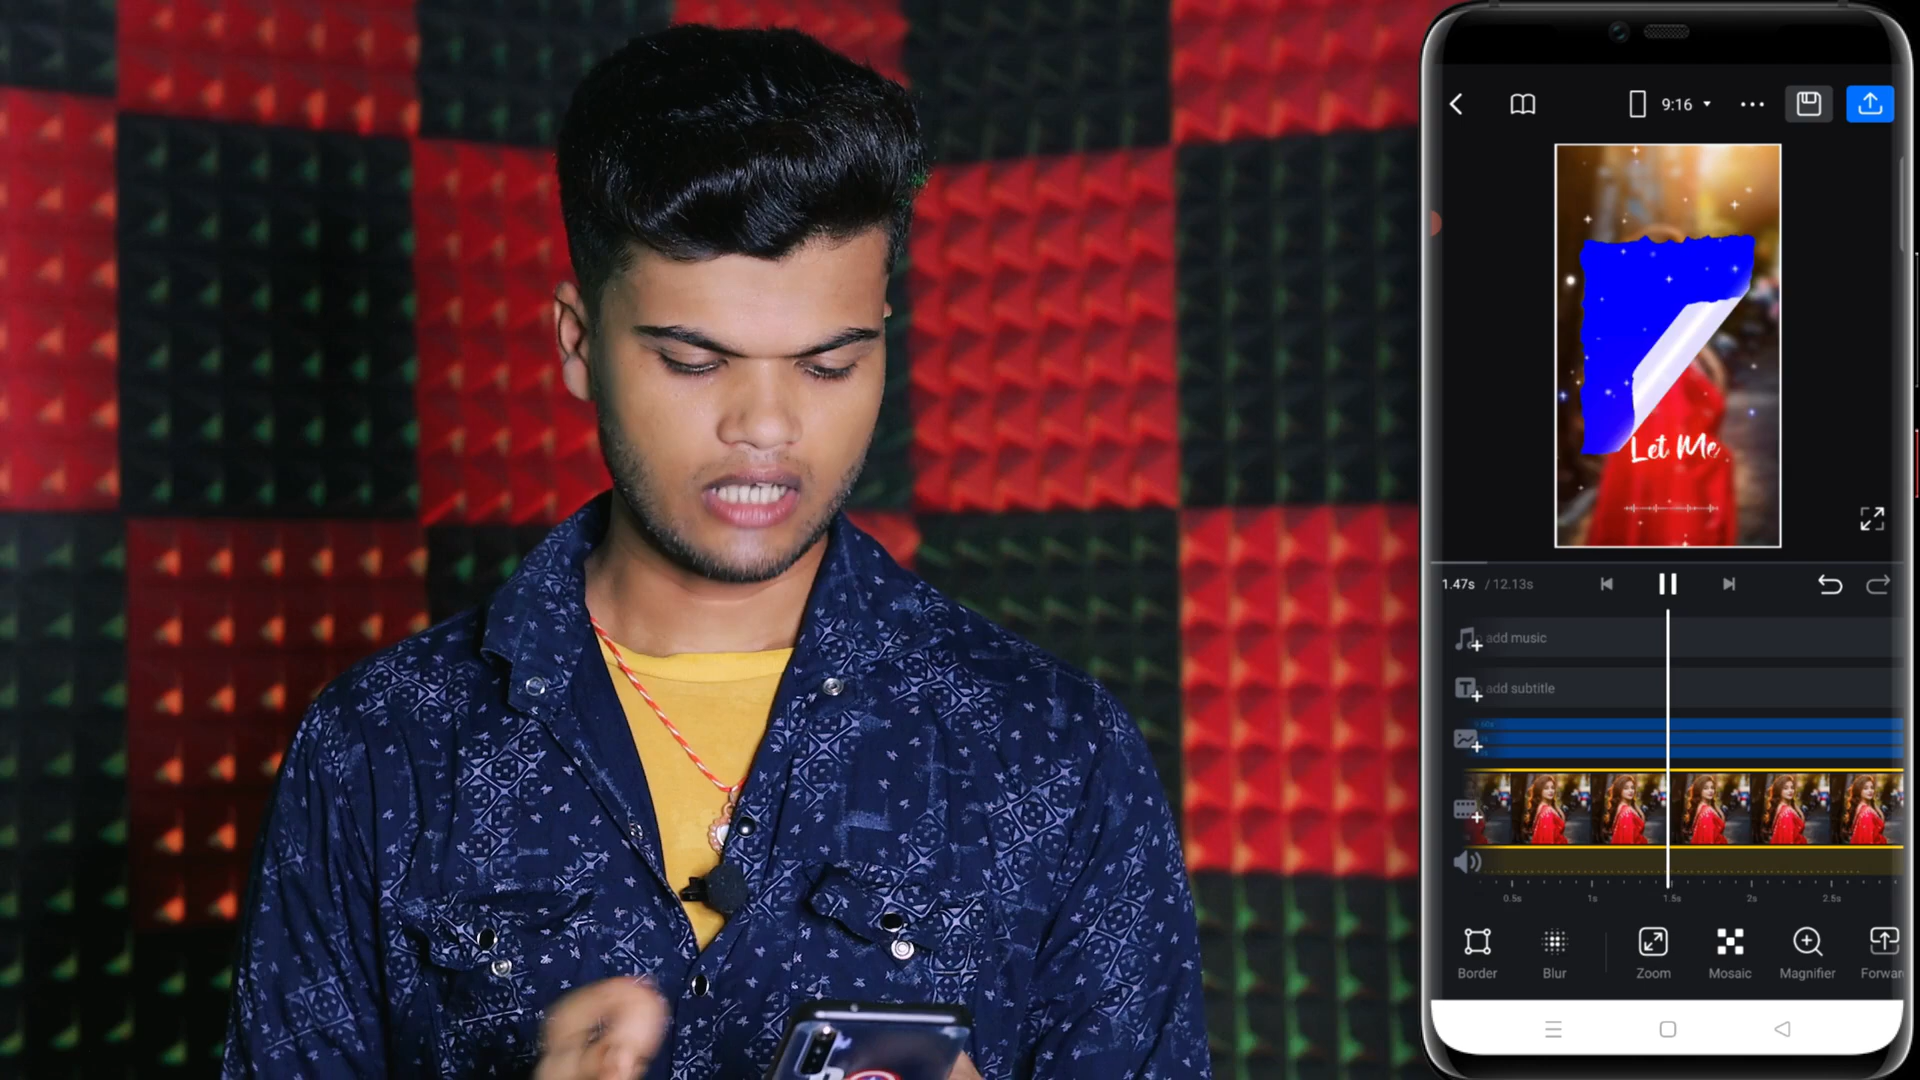 9:16
Let Me
1.47s / 12.13s
add music
add subtitle
0.5s 1s 1.5s 2s 2.5s
Border Blur Zoom Mosaic Magnifier Forwar